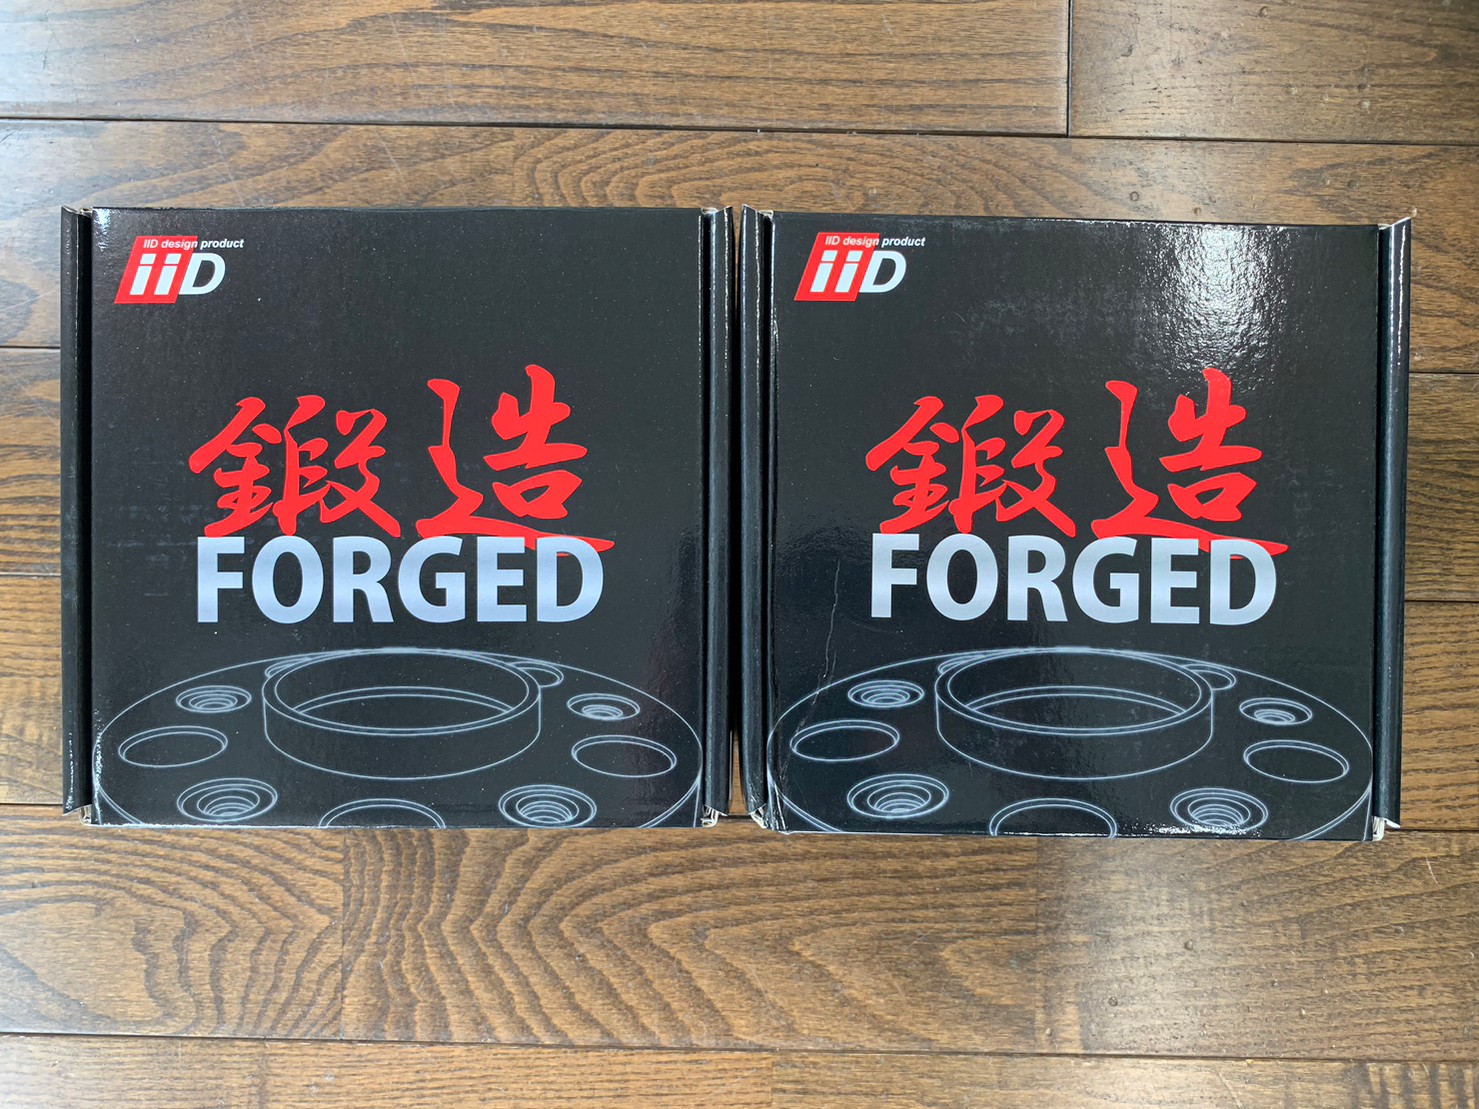 IID design product
iiD
鍛造
FORGED
IID design product
iiD
鍛造
FORGED